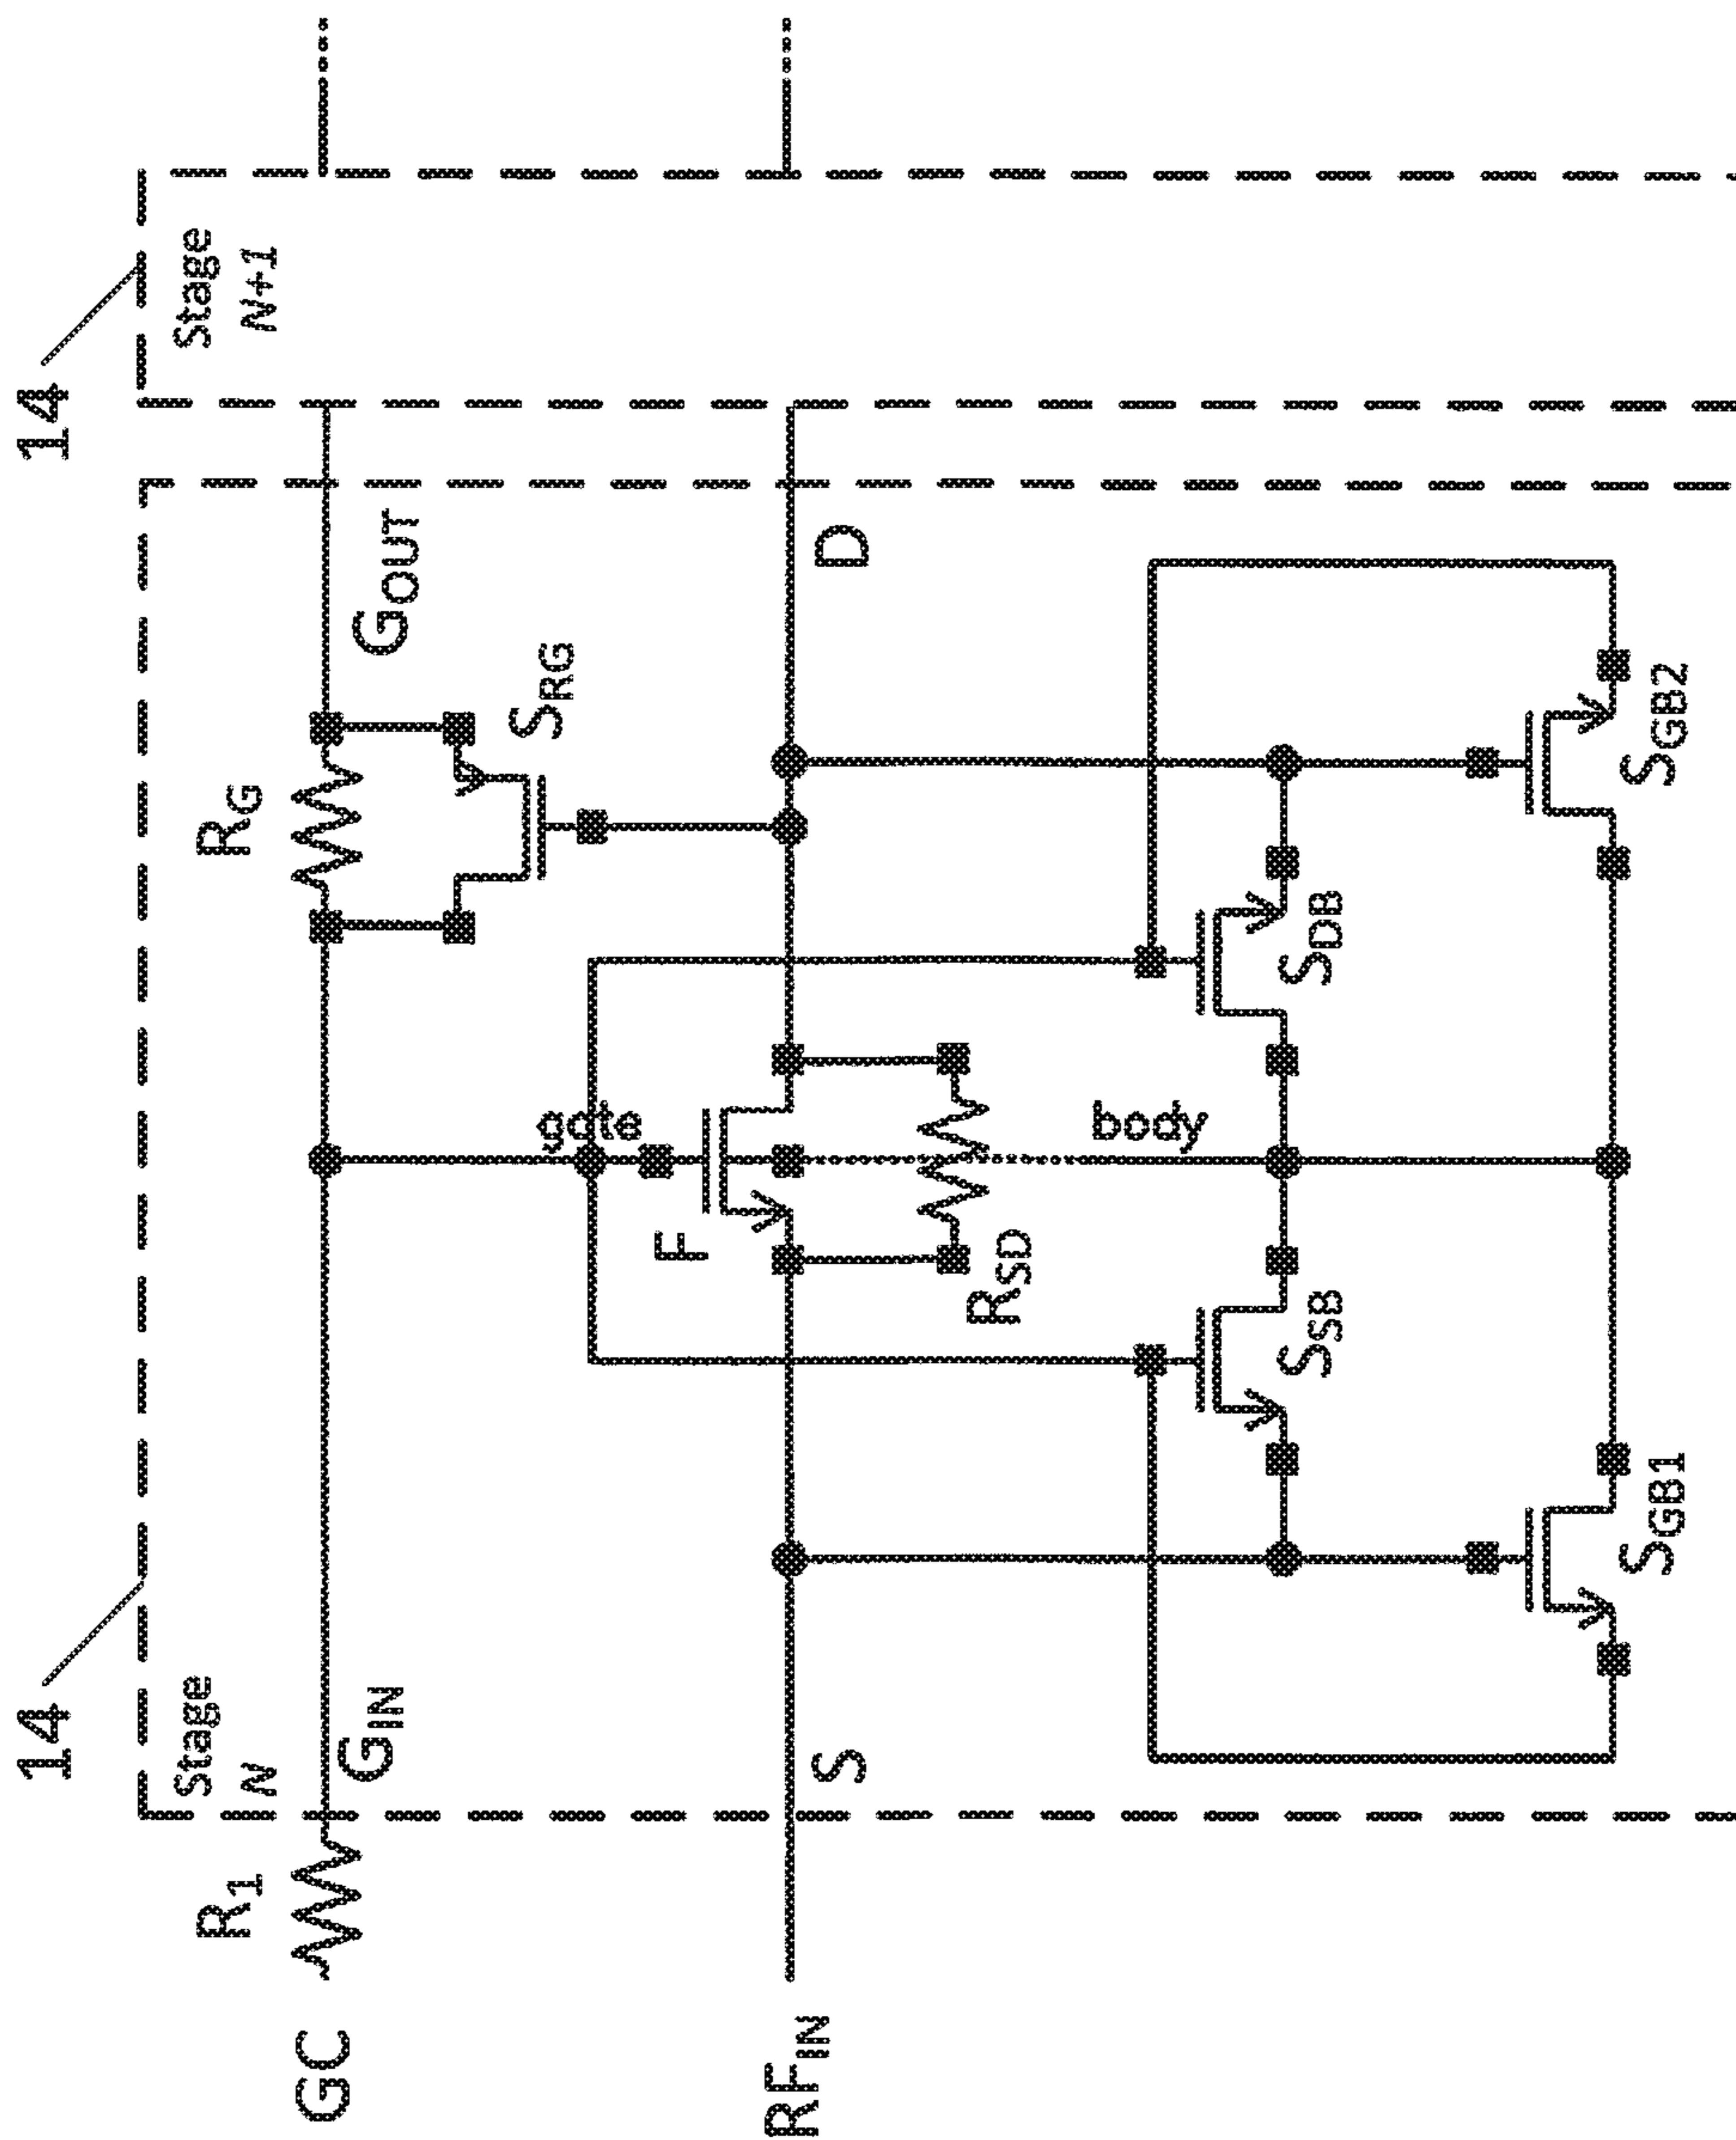 14
14
Stage
N
Stage
N+1
R1
GC
GIN
RG
GOUT
SRG
gate
F
RFIN
S
D
RSD
body
SSB
SDB
SGB1
SGB2